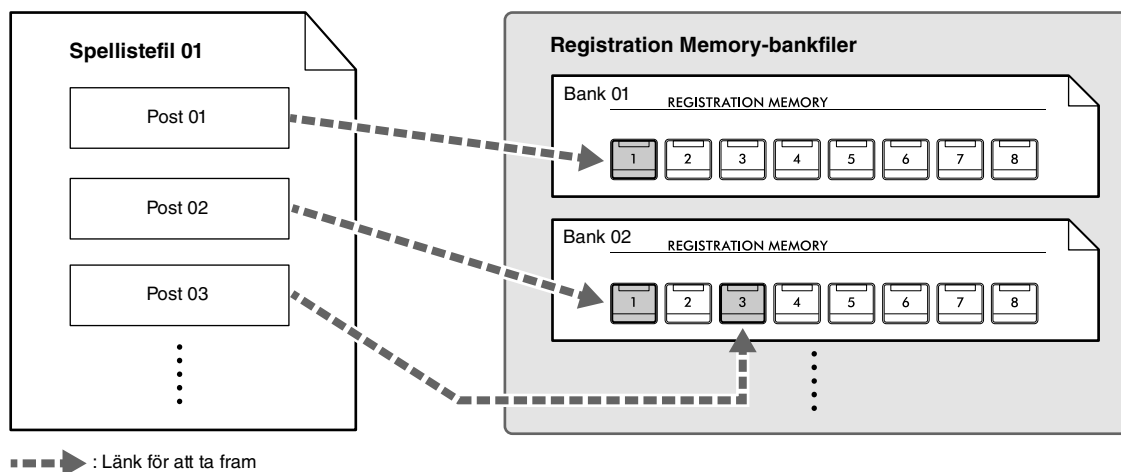 Spellistefil 01
Post 01
Post 02
Post 03
Registration Memory-bankfiler
Bank 01
REGISTRATION MEMORY
1 2 3 4 5 6 7 8
Bank 02
REGISTRATION MEMORY
1 2 3 4 5 6 7 8
: Länk för att ta fram